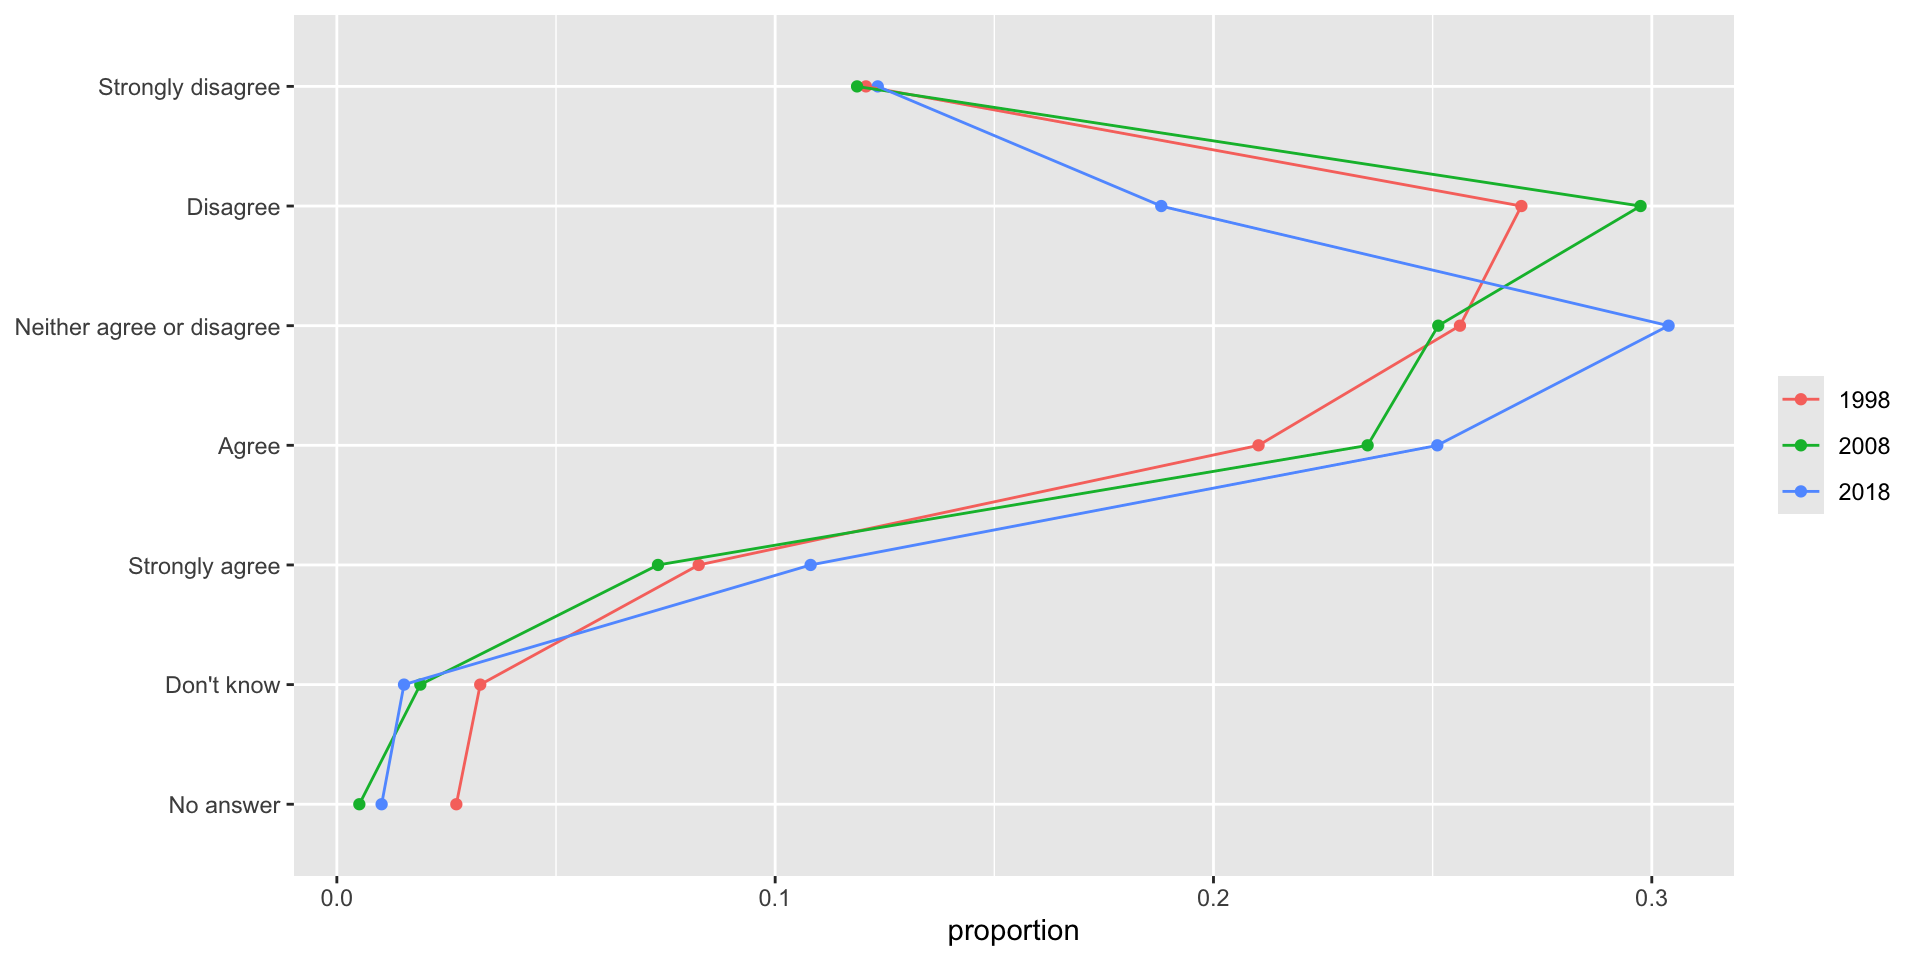 Strongly disagree
Disagree
Neither agree or disagree
Agree
Strongly agree
Don't know
No answer
0.0 0.1 0.2 0.3
proportion
1998
2008
2018